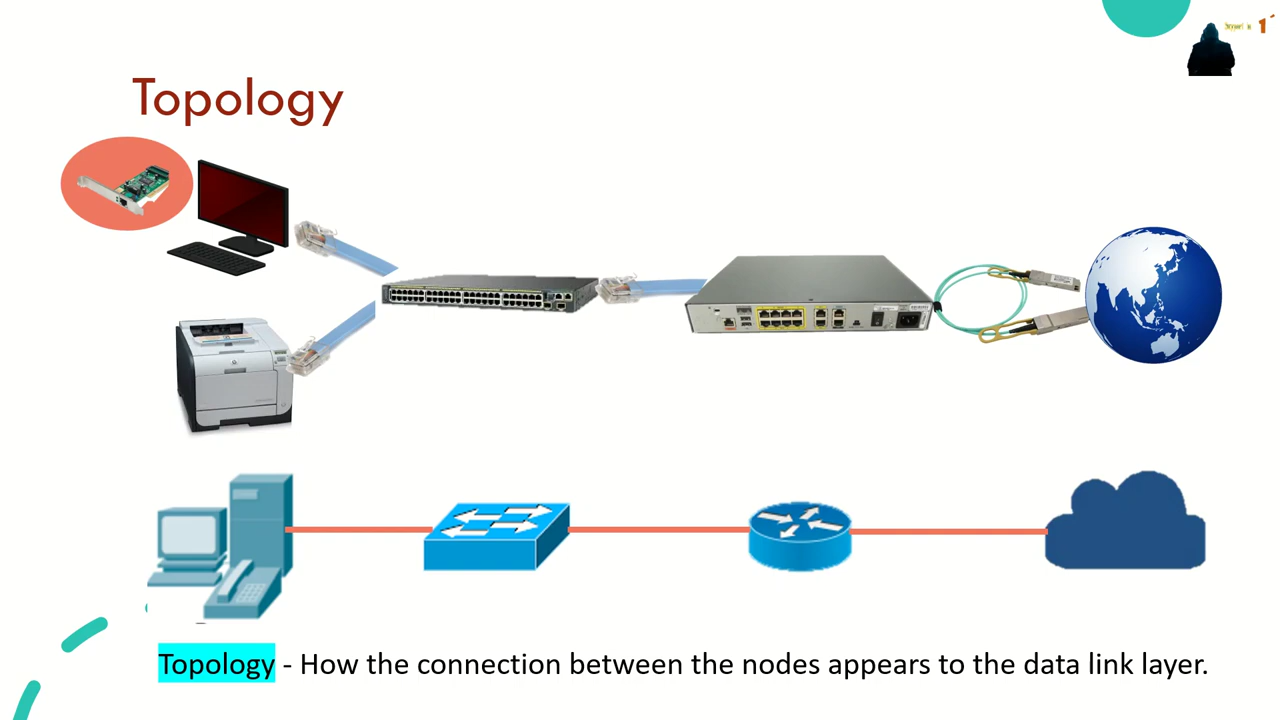 Topology
Topology - How the connection between the nodes appears to the data link layer.